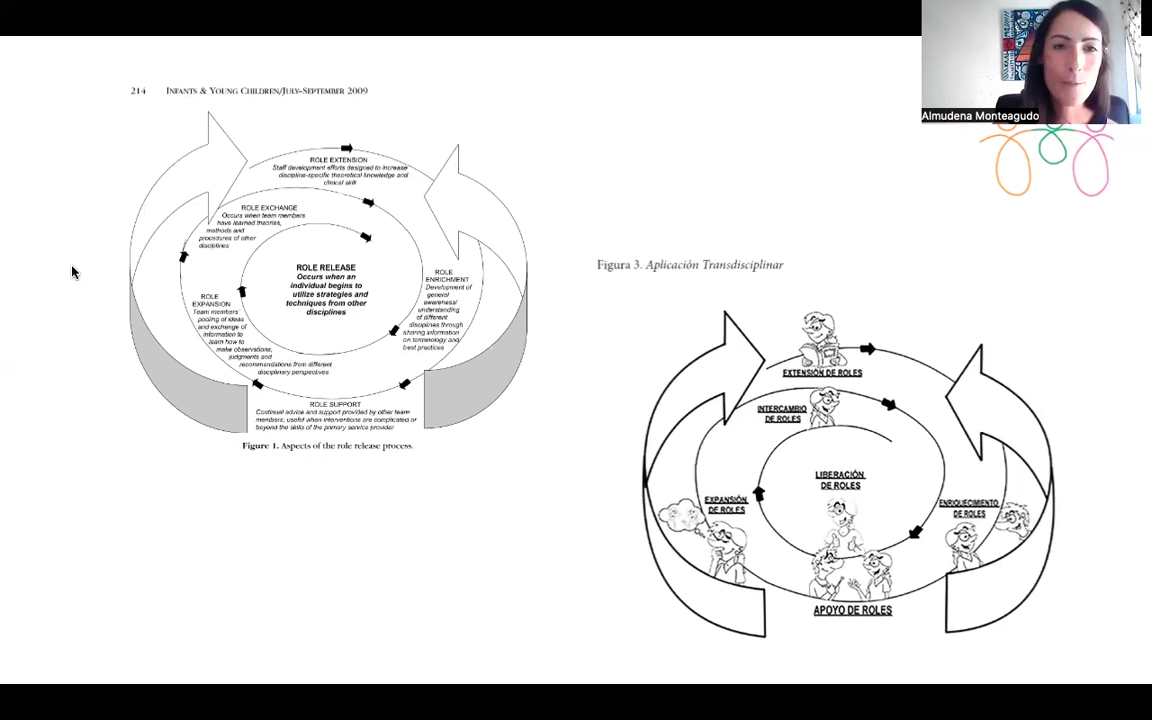 214 INFANTS & YOUNG CHILDREN/JULY–SEPTEMBER 2009
ROLE EXTENSION
Staff development efforts designed to increase
discipline-specific theoretical knowledge and
clinical skill
ROLE EXCHANGE
Occurs when team members
have learned theories,
methods and
procedures of other
disciplines
ROLE RELEASE
Occurs when an
individual begins to
utilize strategies and
techniques from other
disciplines
ROLE
ENRICHMENT
Development of
general
awareness/
understanding
of different
disciplines through
sharing information
on terminology and
best practices
ROLE
EXPANSION
Team members'
pooling of ideas
and exchange of
information to
learn how to
make observations,
judgments and
recommendations from different
disciplinary perspectives
ROLE SUPPORT
Continual advice and support provided by other team
members; useful when interventions are complicated or
beyond the skills of the primary service provider
Figure 1. Aspects of the role release process.
Almudena Monteagudo
Figura 3. Aplicación Transdisciplinar
EXTENSIÓN DE ROLES
INTERCAMBIO
DE ROLES
LIBERACIÓN
DE ROLES
EXPANSIÓN
DE ROLES
ENRIQUECIMIENTO
DE ROLES
APOYO DE ROLES